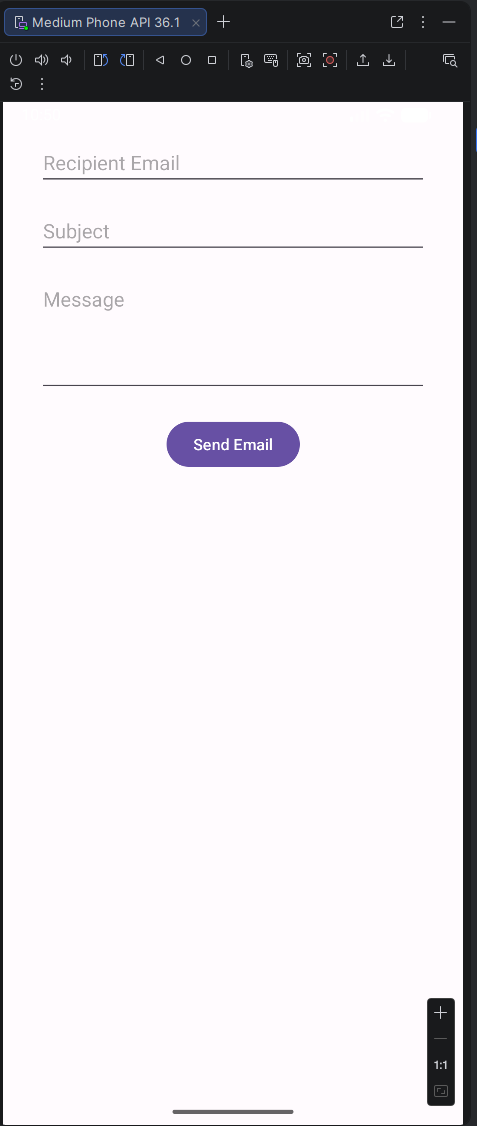 Medium Phone API 36.1
Recipient Email
Subject
Message
Send Email
1:1